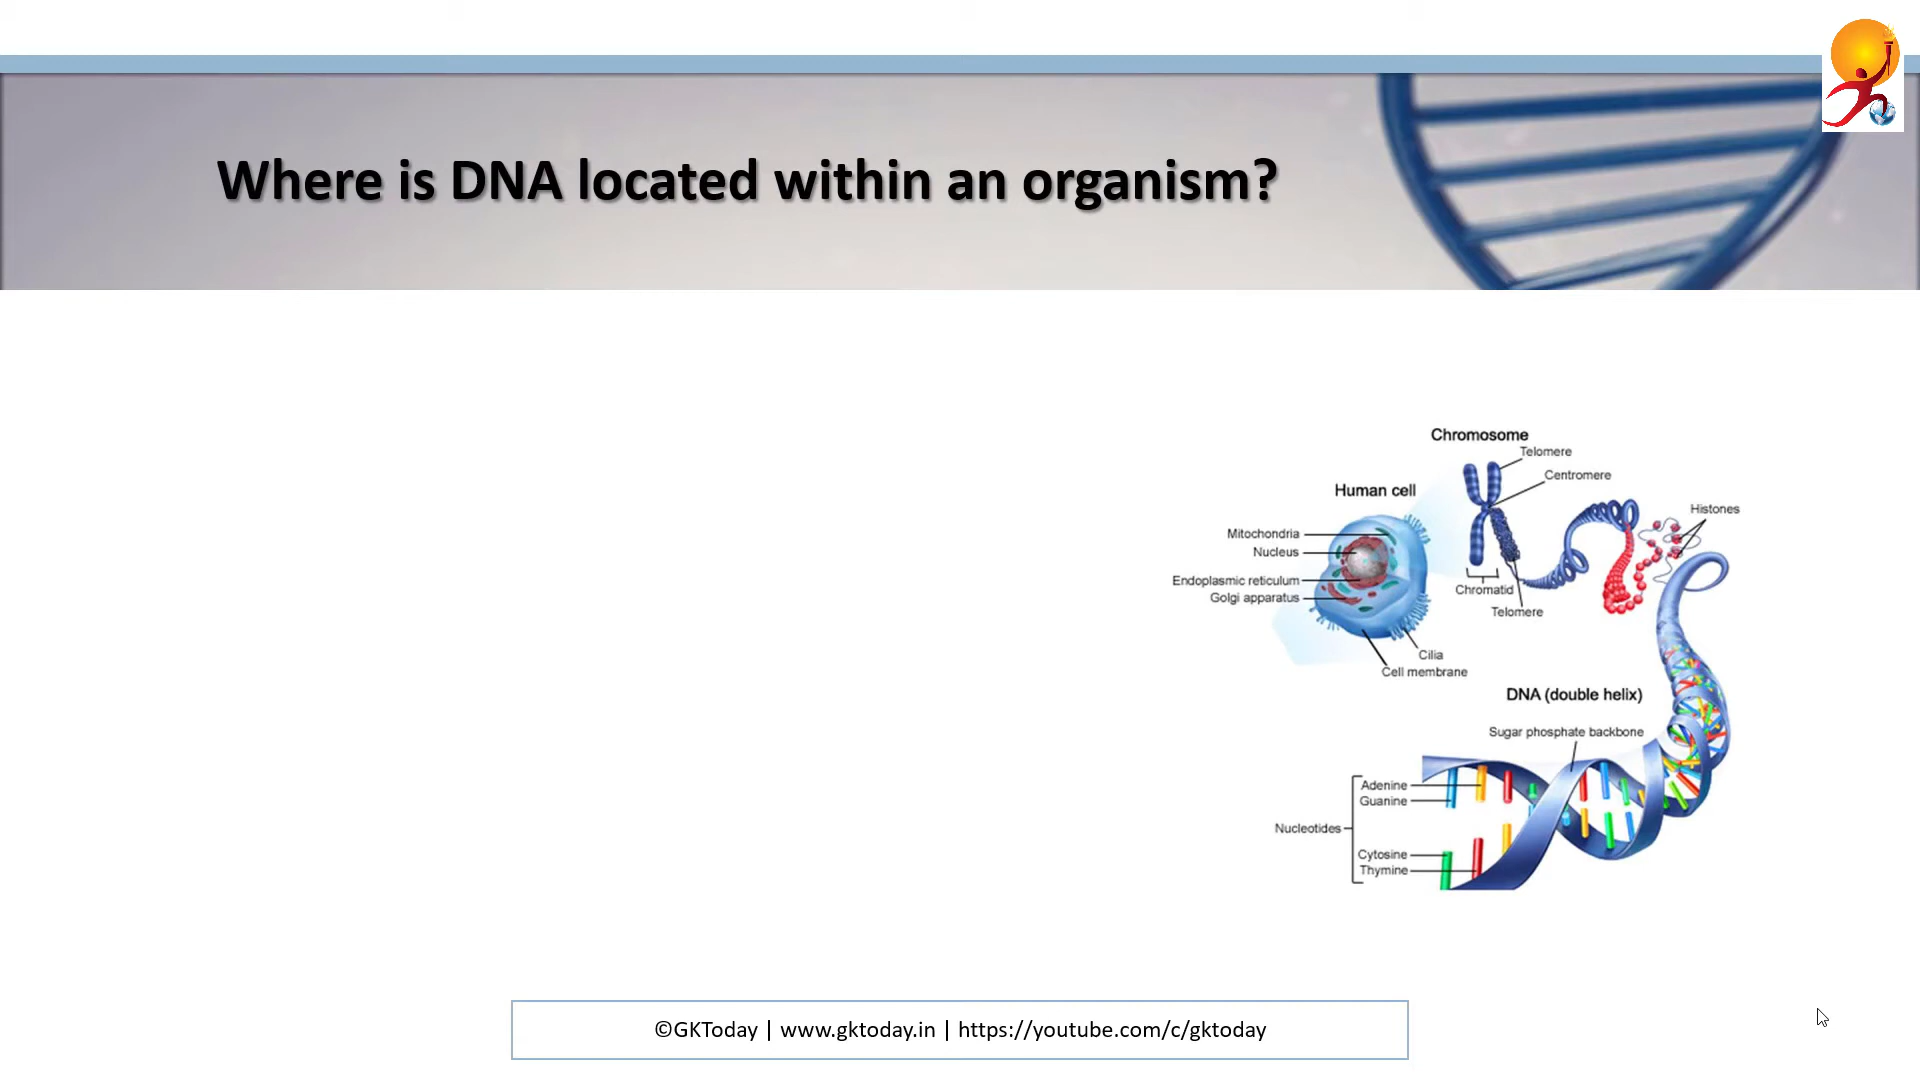 Where is DNA located within an organism?
Chromosome
Telomere
Centromere
Human cell
Histones
Mitochondria
Nucleus
Endoplasmic reticulum
Golgi apparatus
Chromatid
Telomere
Cilia
Cell membrane
DNA (double helix)
Sugar phosphate backbone
Adenine
Guanine
Nucleotides
Cytosine
Thymine
©GKToday | www.gktoday.in | https://youtube.com/c/gktoday